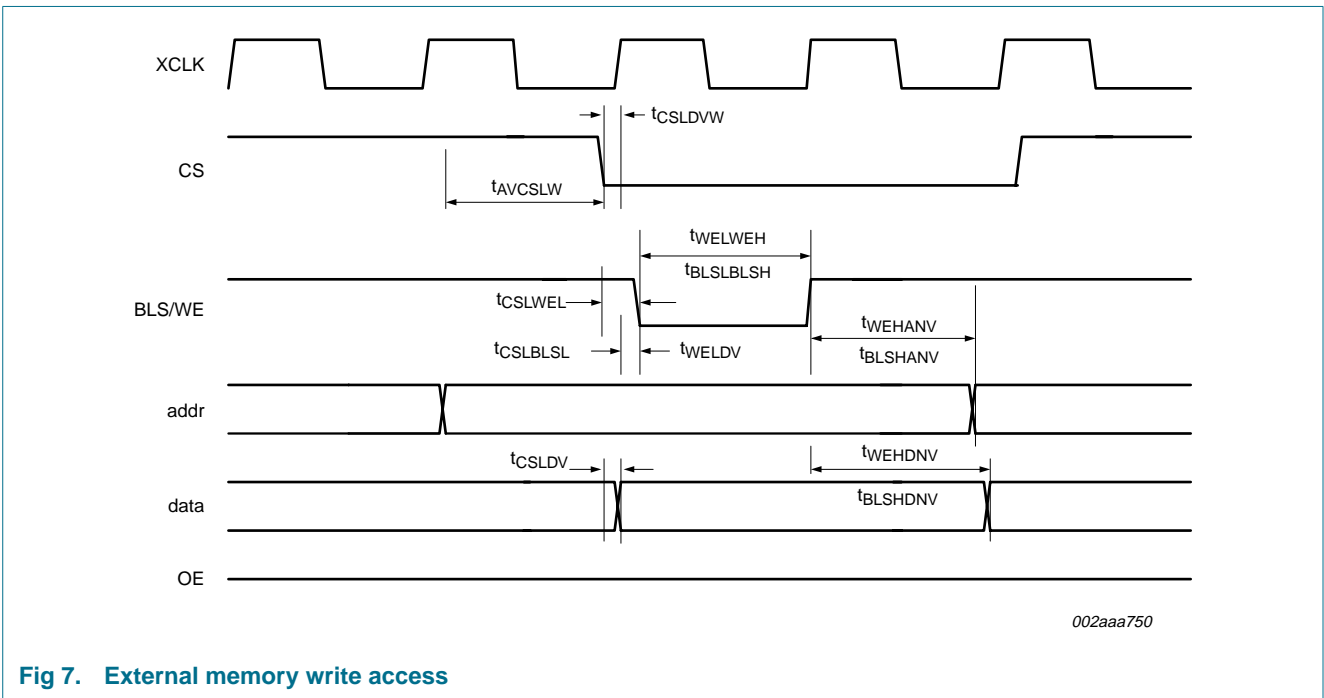 XCLK
tCSLDVW
CS
tAVCSLW
tWELWEH
tBLSLBLSH
BLS/WE
tCSLWEL
tWEHANV
tCSLBLSL
tWELDV
tBLSHANV
addr
tCSLDV
tWEHDNV
data
tBLSHDNV
OE
002aaa750
Fig 7. External memory write access